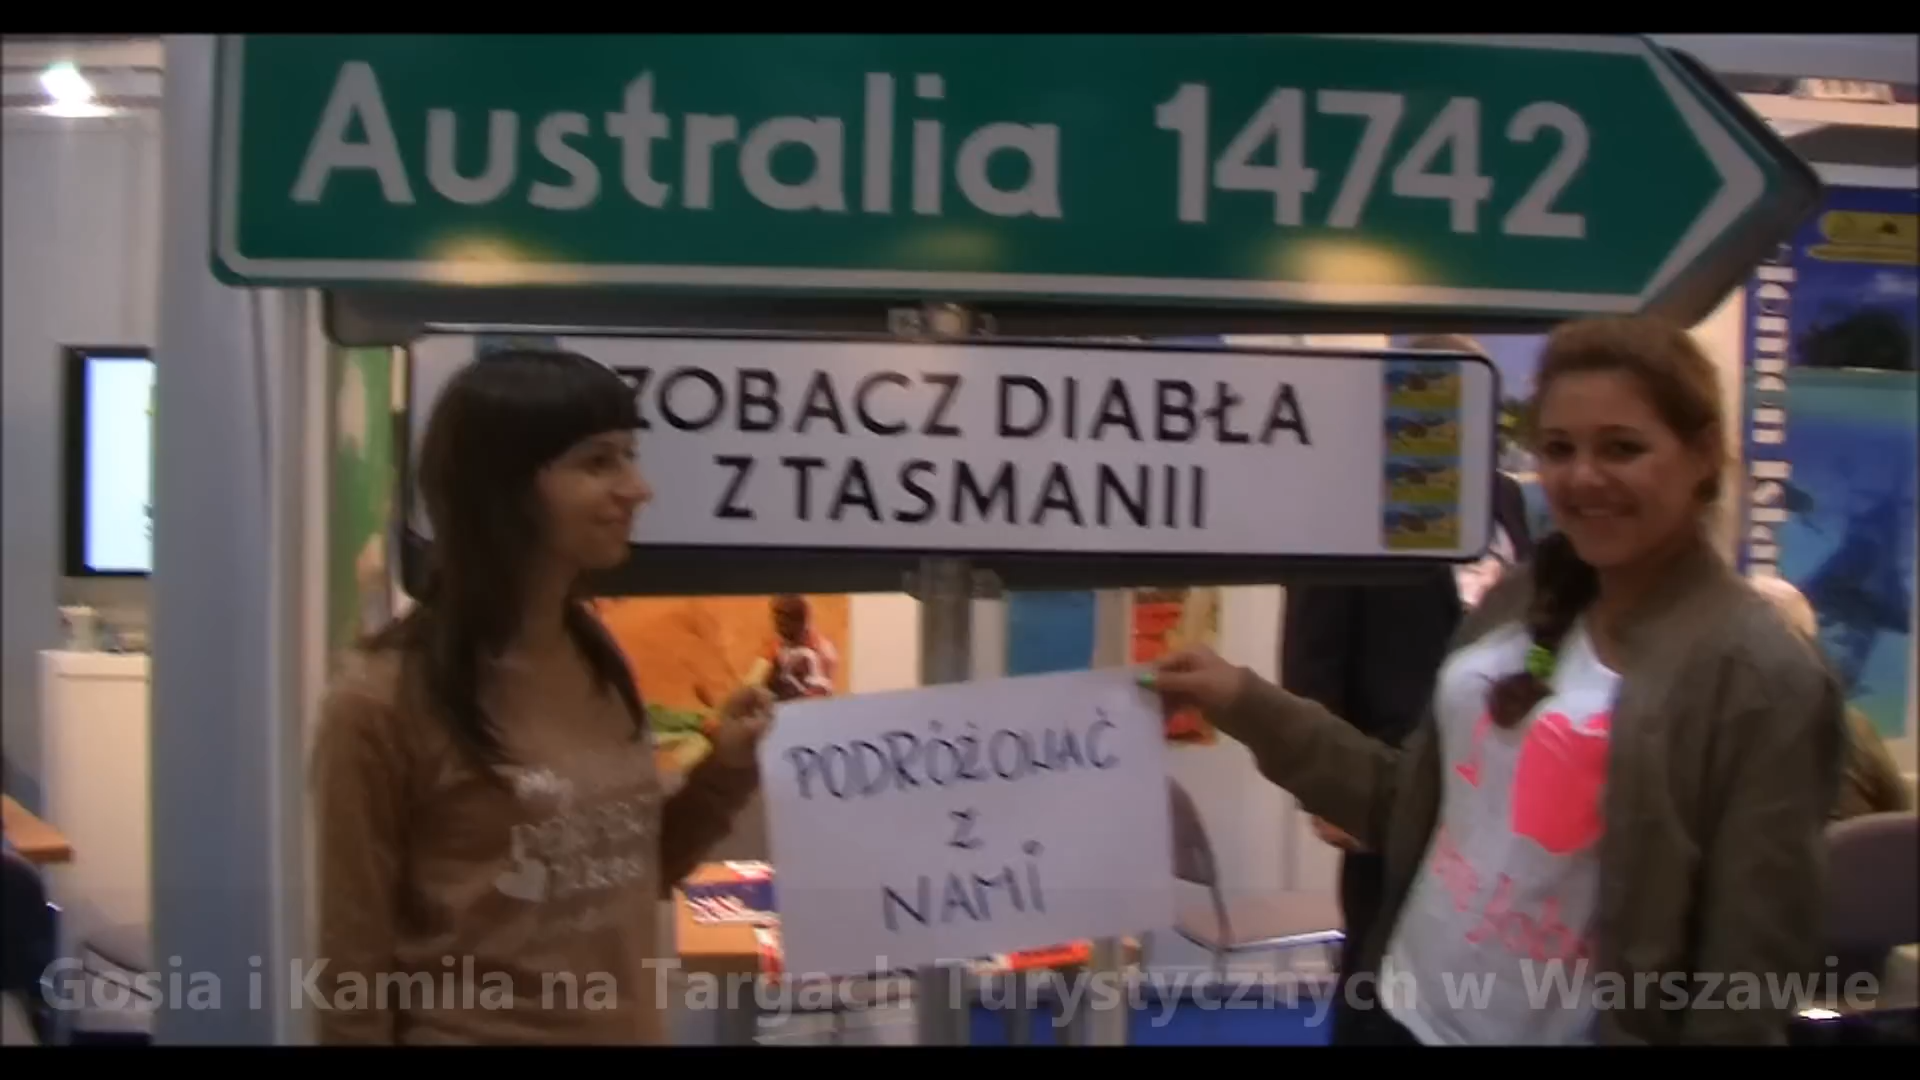 Australia 14742
ZOBACZ DIABŁA
Z TASMANII
PODRÓŻOWAĆ
Z
NAMI
Gosia i Kamila na Targach Turystycznych w Warszawie